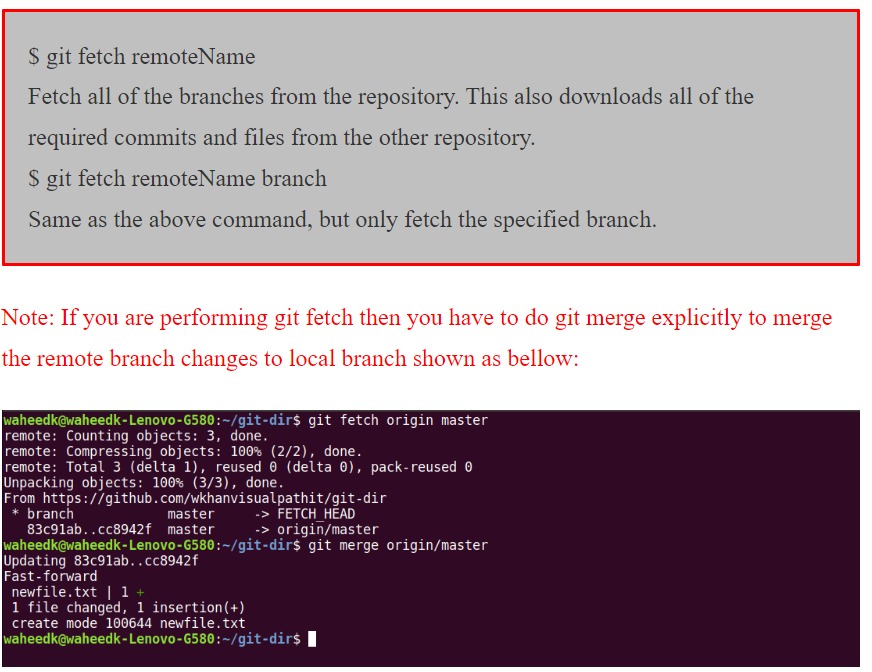 $ git fetch remoteName
Fetch all of the branches from the repository. This also downloads all of the
required commits and files from the other repository.
$ git fetch remoteName branch
Same as the above command, but only fetch the specified branch.
Note: If you are performing git fetch then you have to do git merge explicitly to merge
the remote branch changes to local branch shown as bellow:
waheedk@waheedk-Lenovo-G580:~/git-dir$ git fetch origin master
remote: Counting objects: 3, done.
remote: Compressing objects: 100% (2/2), done.
remote: Total 3 (delta 1), reused 0 (delta 0), pack-reused 0
Unpacking objects: 100% (3/3), done.
From https://github.com/wkhanvisualpathit/git-dir
 * branch            master     -> FETCH_HEAD
   83c91ab..cc8942f  master     -> origin/master
waheedk@waheedk-Lenovo-G580:~/git-dir$ git merge origin/master
Updating 83c91ab..cc8942f
Fast-forward
 newfile.txt | 1 +
 1 file changed, 1 insertion(+)
 create mode 100644 newfile.txt
waheedk@waheedk-Lenovo-G580:~/git-dir$